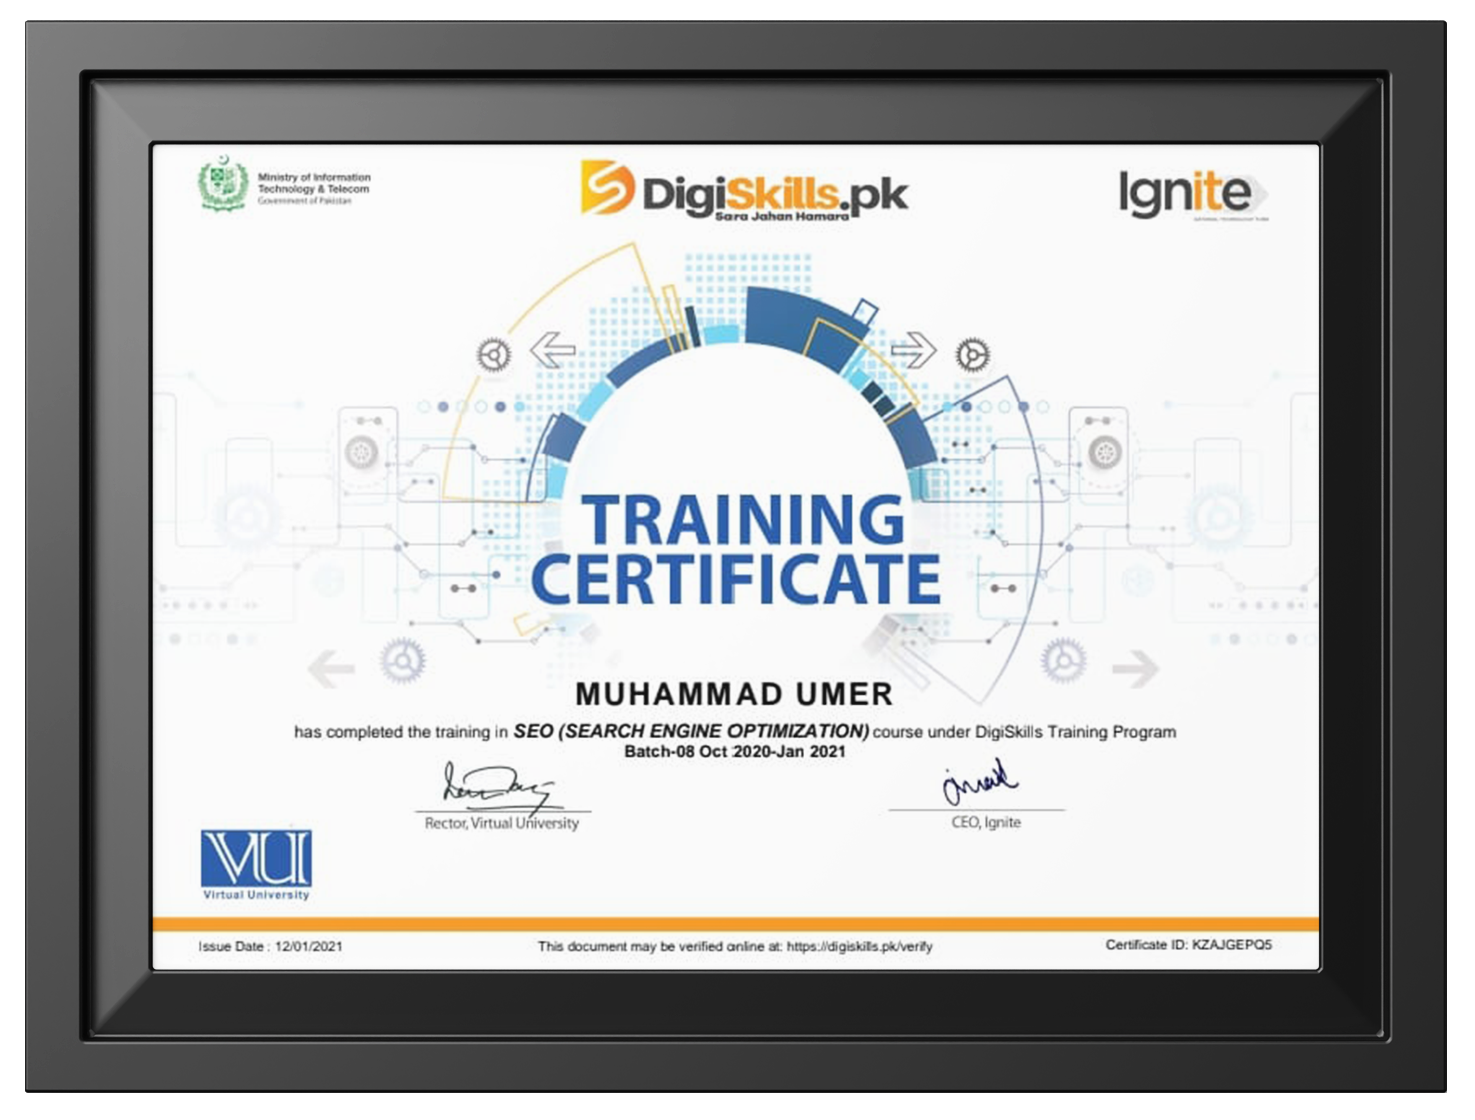 Ministry of Information
Technology & Telecom
Government of Pakistan
DigiSkills.pk
Sara Jahan Hamara
Ignite
TRAINING
CERTIFICATE
MUHAMMAD UMER
has completed the training in SEO (SEARCH ENGINE OPTIMIZATION) course under DigiSkills Training Program
Batch-08 Oct 2020-Jan 2021
Rector, Virtual University
CEO, Ignite
VU
Virtual University
Issue Date : 12/01/2021
This document may be verified online at: https://digiskills.pk/verify
Certificate ID: KZAJGEPQ5